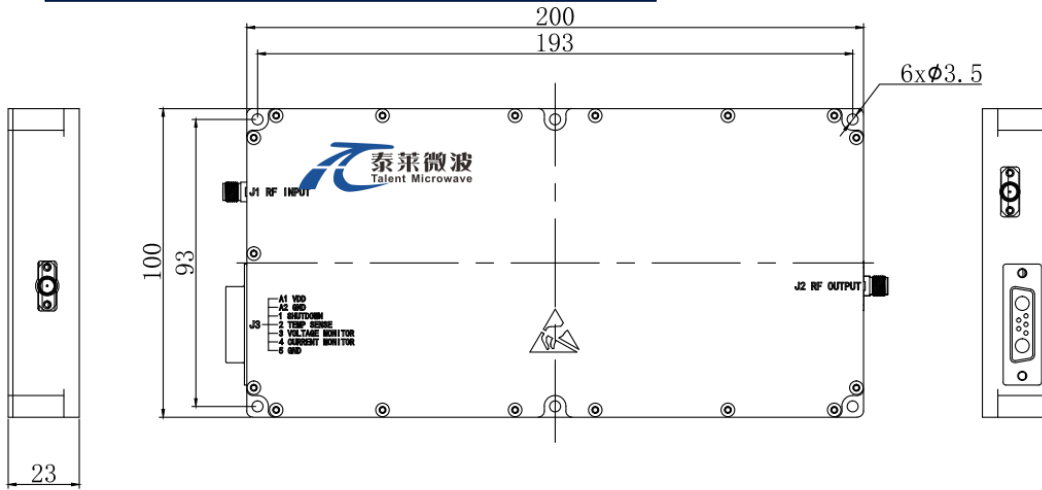 200
193
6xϕ3.5
泰莱微波
Talent Microwave
J1 RF INPUT
100
93
J2 RF OUTPUT
J3
A1 VDD
A2 GND
1 SHUTDOWN
2 TEMP SENSE
3 VOLTAGE MONITOR
4 CURRENT MONITOR
5 GND
23